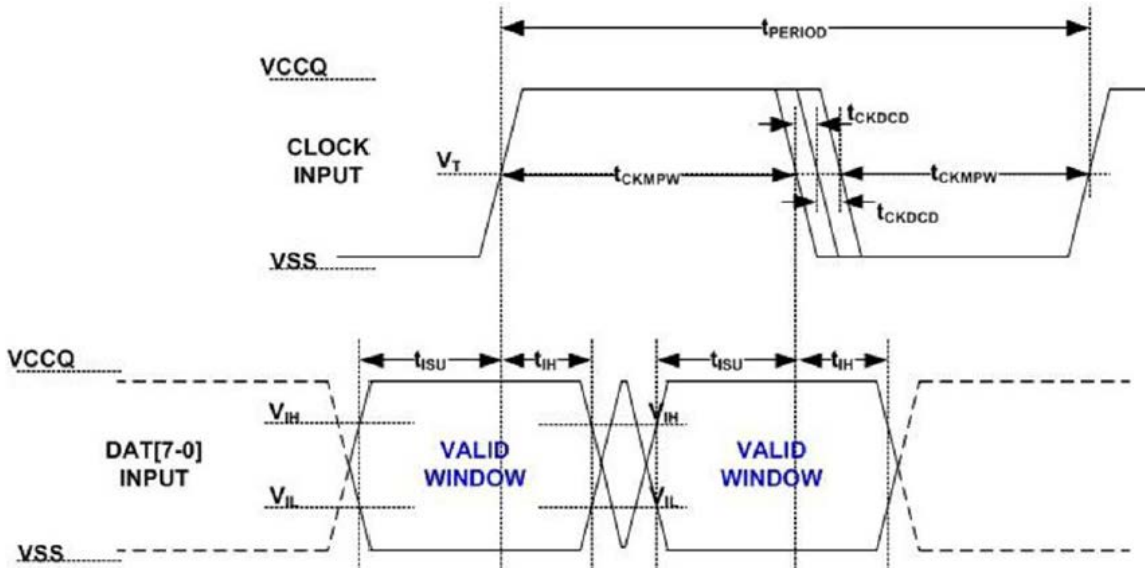 tPERIOD
VCCQ
tCKDCD
CLOCK
INPUT
VT
tCKMPW
tCKMPW
tCKDCD
VSS
VCCQ
tISU
tIH
tISU
tIH
VIH
VIH
DAT[7-0]
INPUT
VALID
WINDOW
VALID
WINDOW
VIL
VIL
VSS